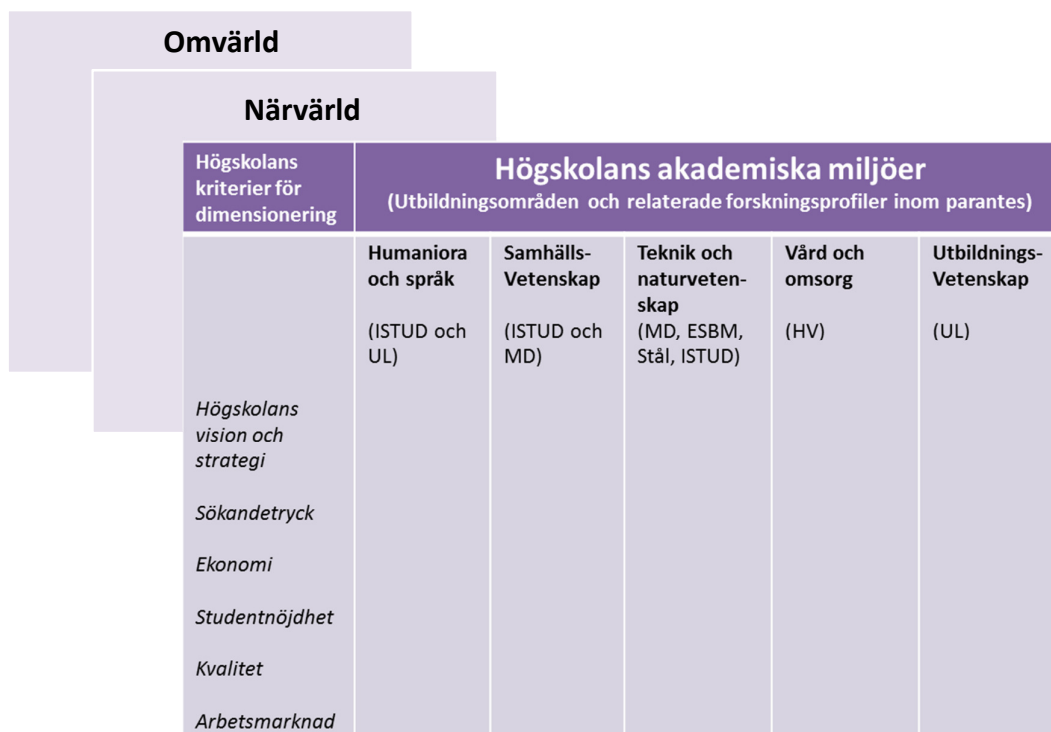 Omvärld
Närvärld
Högskolans
kriterier för
dimensionering
Högskolans akademiska miljöer
(Utbildningsområden och relaterade forskningsprofiler inom parantes)
Humaniora
och språk
(ISTUD och
UL)
Samhälls-
Vetenskap
(ISTUD och
MD)
Teknik och
naturveten-
skap
(MD, ESBM,
Stål, ISTUD)
Vård och
omsorg
(HV)
Utbildnings-
Vetenskap
(UL)
Högskolans
vision och
strategi
Sökandetryck
Ekonomi
Studentnöjdhet
Kvalitet
Arbetsmarknad